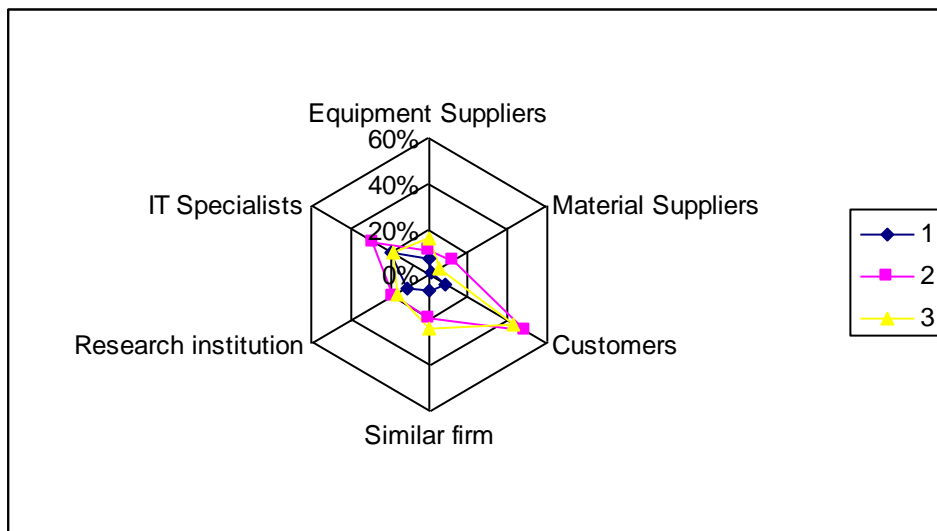 Equipment Suppliers
60%
40%
IT Specialists
Material Suppliers
20%
0%
1
2
3
Research institution
Customers
Similar firm